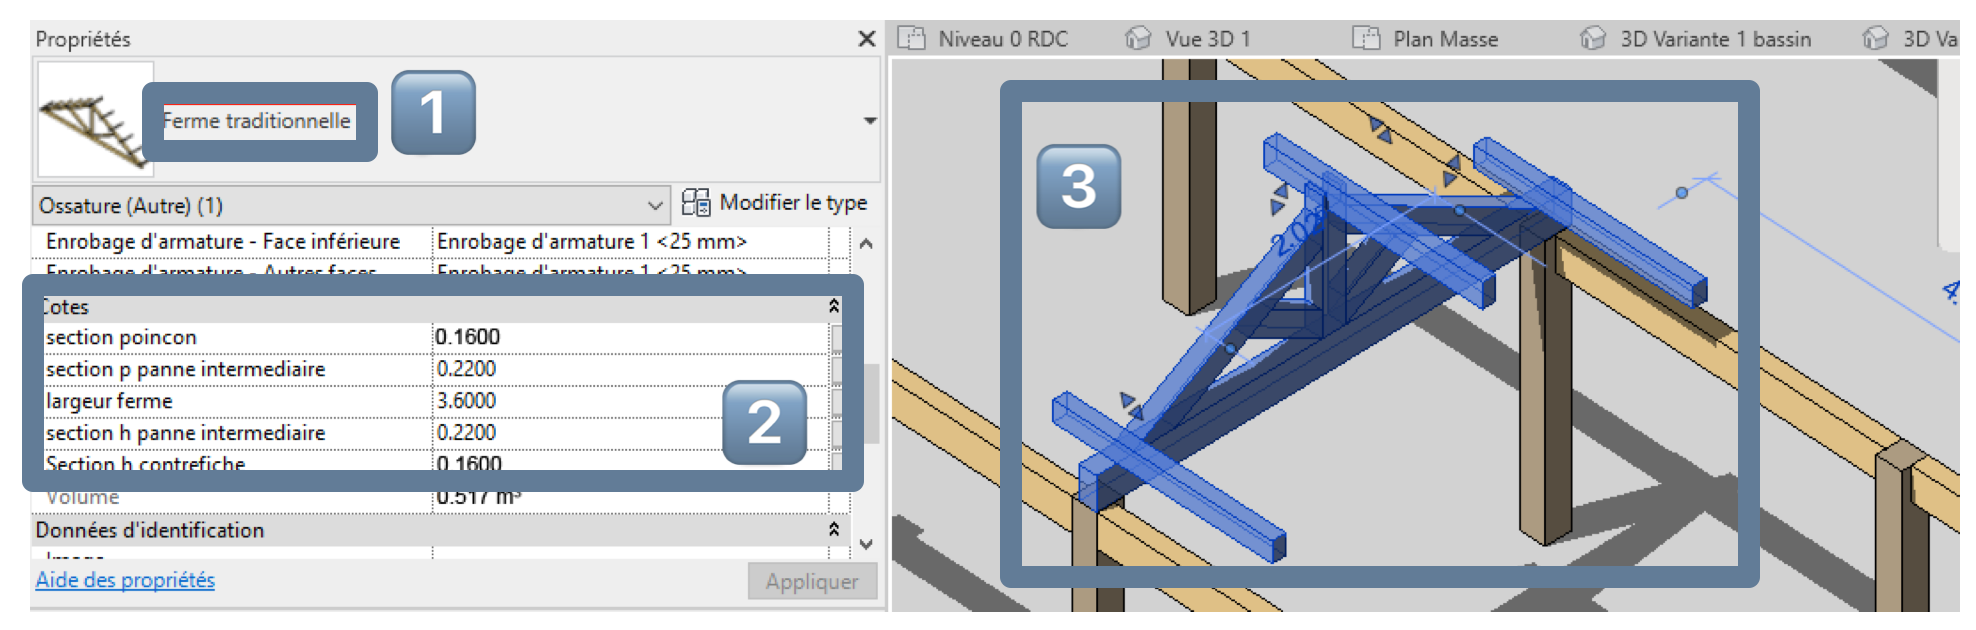 Propriétés
Ferme traditionnelle
1
Ossature (Autre) (1)
Modifier le type
Enrobage d'armature - Face inférieure
Enrobage d'armature 1 <25 mm>
Enrobage d'armature - Autres faces
Enrobage d'armature 1 <25 mm>
Cotes
section poincon
0.1600
section p panne intermediaire
0.2200
largeur ferme
3.6000
section h panne intermediaire
0.2200
Section h contrefiche
0.1600
2
Volume
0.517 m³
Données d'identification
Image
Aide des propriétés
Appliquer
Niveau 0 RDC
Vue 3D 1
Plan Masse
3D Variante 1 bassin
3D Va
3
2.02
4.